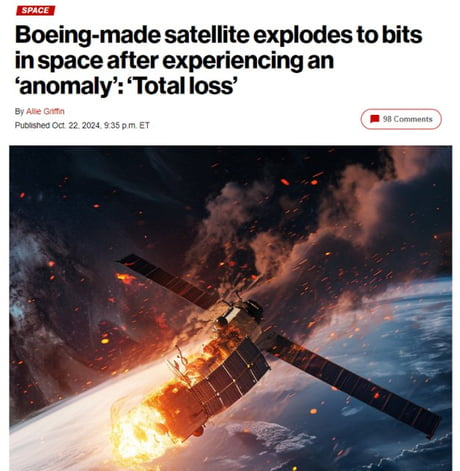 SPACE
Boeing-made satellite explodes to bits
in space after experiencing an
‘anomaly’: ‘Total loss’
By Allie Griffin
Published Oct. 22, 2024, 9:35 p.m. ET
98 Comments